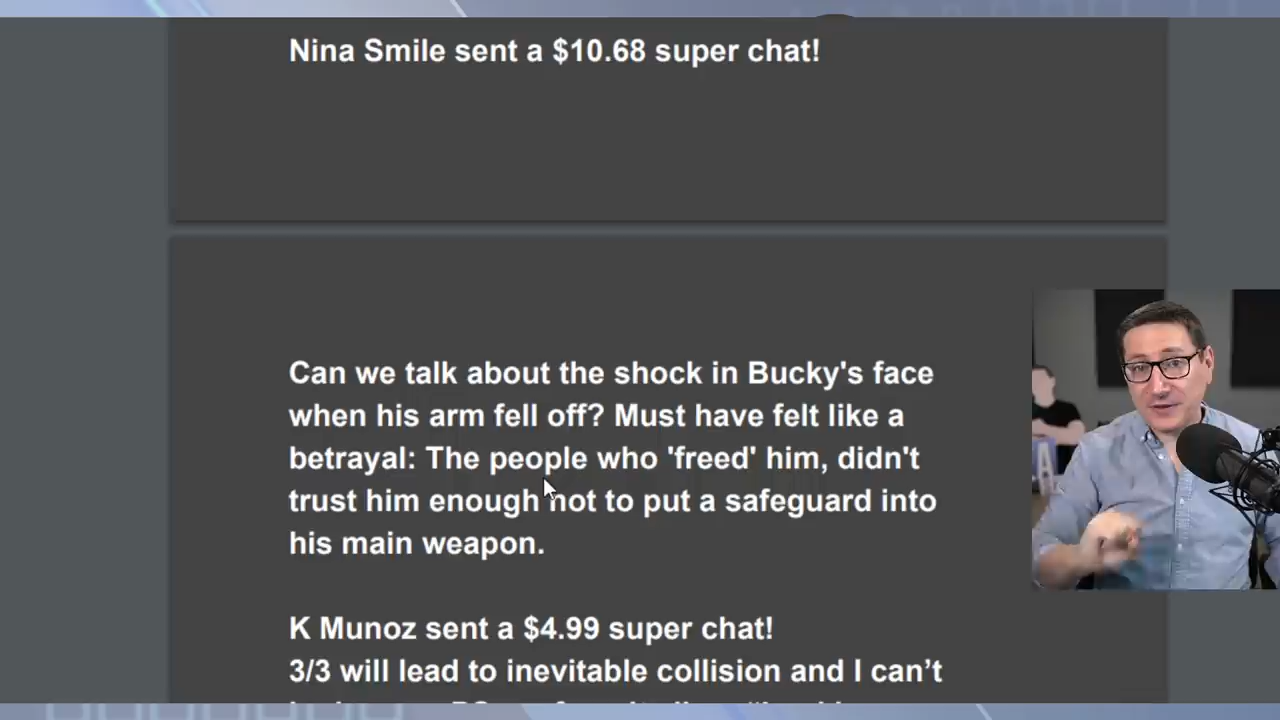 Nina Smile sent a $10.68 super chat!
Can we talk about the shock in Bucky's face
when his arm fell off? Must have felt like a
betrayal: The people who 'freed' him, didn't
trust him enough not to put a safeguard into
his main weapon.
K Munoz sent a $4.99 super chat!
3/3 will lead to inevitable collision and I can’t